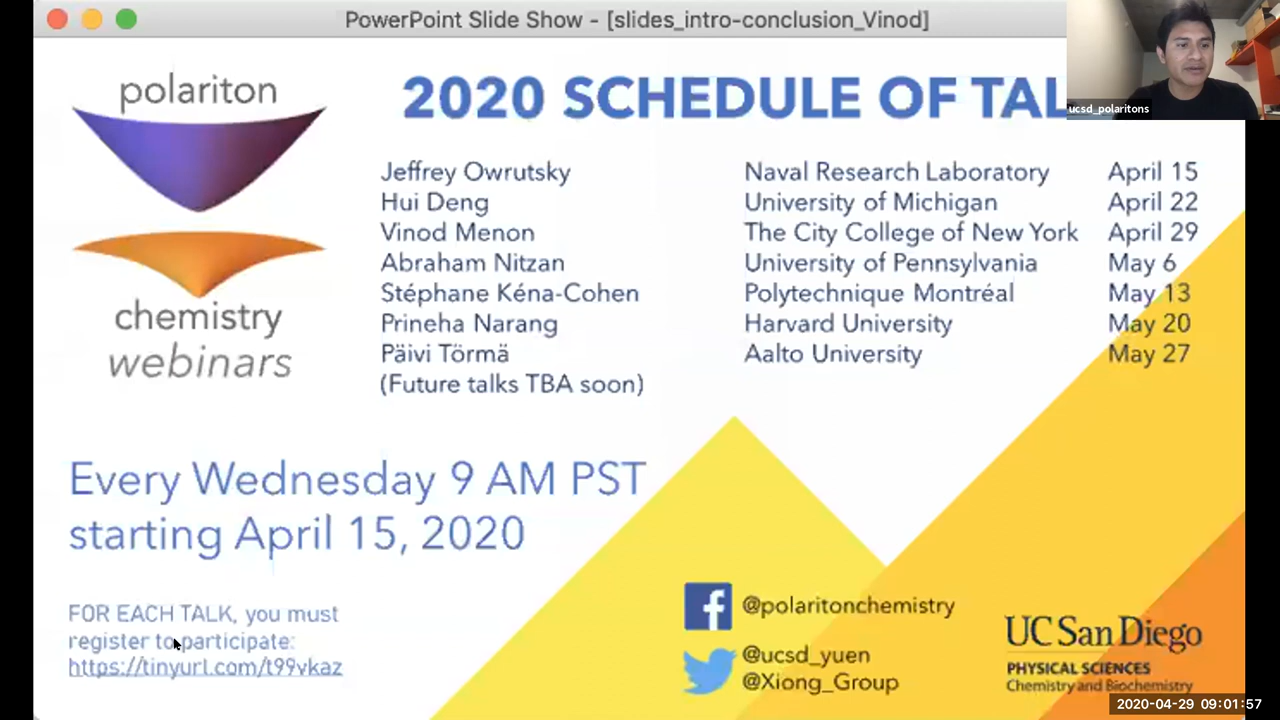 PowerPoint Slide Show - [slides_intro-conclusion_Vinod]
polariton
chemistry
webinars
2020 SCHEDULE OF TAL
Jeffrey Owrutsky Naval Research Laboratory April 15
Hui Deng University of Michigan April 22
Vinod Menon The City College of New York April 29
Abraham Nitzan University of Pennsylvania May 6
Stéphane Kéna-Cohen Polytechnique Montréal May 13
Prineha Narang Harvard University May 20
Päivi Törmä Aalto University May 27
(Future talks TBA soon)
Every Wednesday 9 AM PST
starting April 15, 2020
FOR EACH TALK, you must
register to participate:
https://tinyurl.com/t99vkaz
@polaritonchemistry
@ucsd_yuen
@Xiong_Group
UC San Diego
PHYSICAL SCIENCES
Chemistry and Biochemistry
ucsd_polaritons
2020-04-29 09:01:57